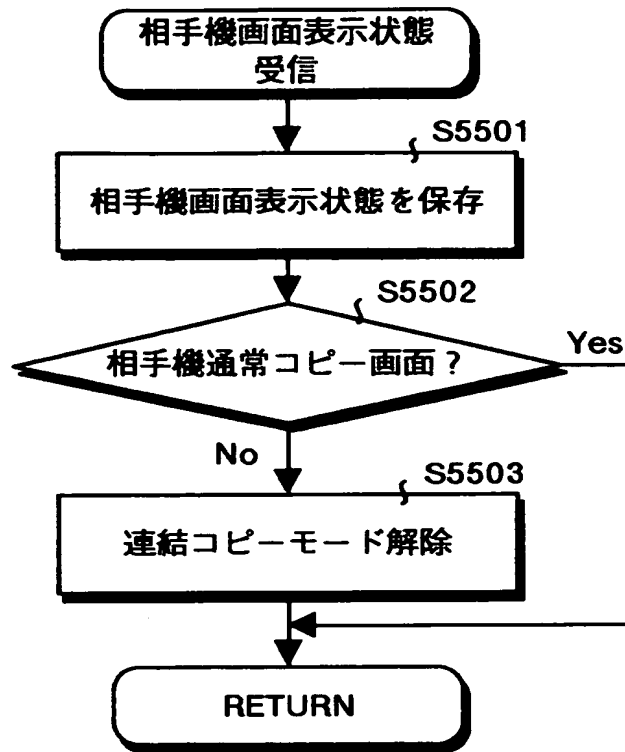 相手機画面表示状態
受信
S5501
相手機画面表示状態を保存
S5502
相手機通常コピー画面？
Yes
No
S5503
連結コピーモード解除
RETURN